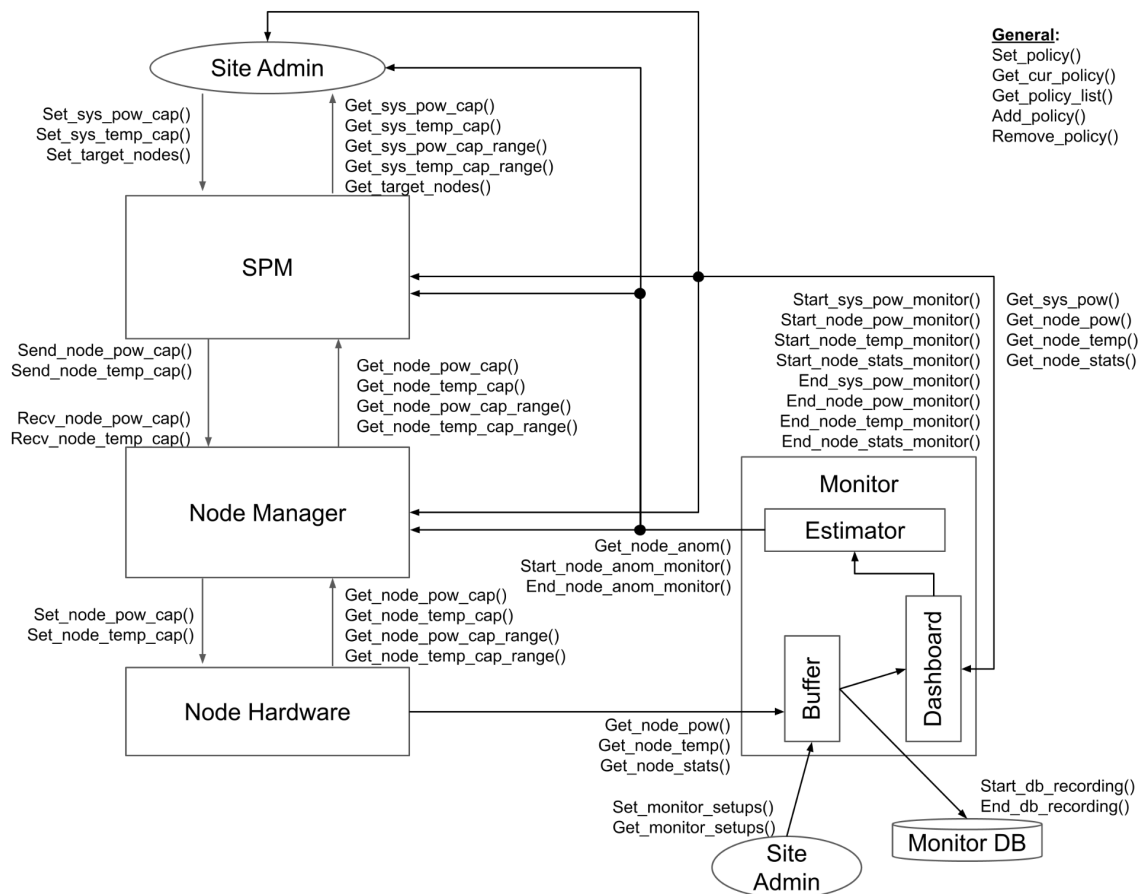 Site Admin
General:
Set_policy()
Get_cur_policy()
Get_policy_list()
Add_policy()
Remove_policy()
Set_sys_pow_cap()
Set_sys_temp_cap()
Set_target_nodes()
Get_sys_pow_cap()
Get_sys_temp_cap()
Get_sys_pow_cap_range()
Get_sys_temp_cap_range()
Get_target_nodes()
SPM
Start_sys_pow_monitor()
Start_node_pow_monitor()
Start_node_temp_monitor()
Start_node_stats_monitor()
End_sys_pow_monitor()
End_node_pow_monitor()
End_node_temp_monitor()
End_node_stats_monitor()
Get_sys_pow()
Get_node_pow()
Get_node_temp()
Get_node_stats()
Send_node_pow_cap()
Send_node_temp_cap()
Recv_node_pow_cap()
Recv_node_temp_cap()
Get_node_pow_cap()
Get_node_temp_cap()
Get_node_pow_cap_range()
Get_node_temp_cap_range()
Node Manager
Monitor
Estimator
Get_node_anom()
Start_node_anom_monitor()
End_node_anom_monitor()
Set_node_pow_cap()
Set_node_temp_cap()
Get_node_pow_cap()
Get_node_temp_cap()
Get_node_pow_cap_range()
Get_node_temp_cap_range()
Buffer
Dashboard
Node Hardware
Get_node_pow()
Get_node_temp()
Get_node_stats()
Set_monitor_setups()
Get_monitor_setups()
Site
Admin
Start_db_recording()
End_db_recording()
Monitor DB